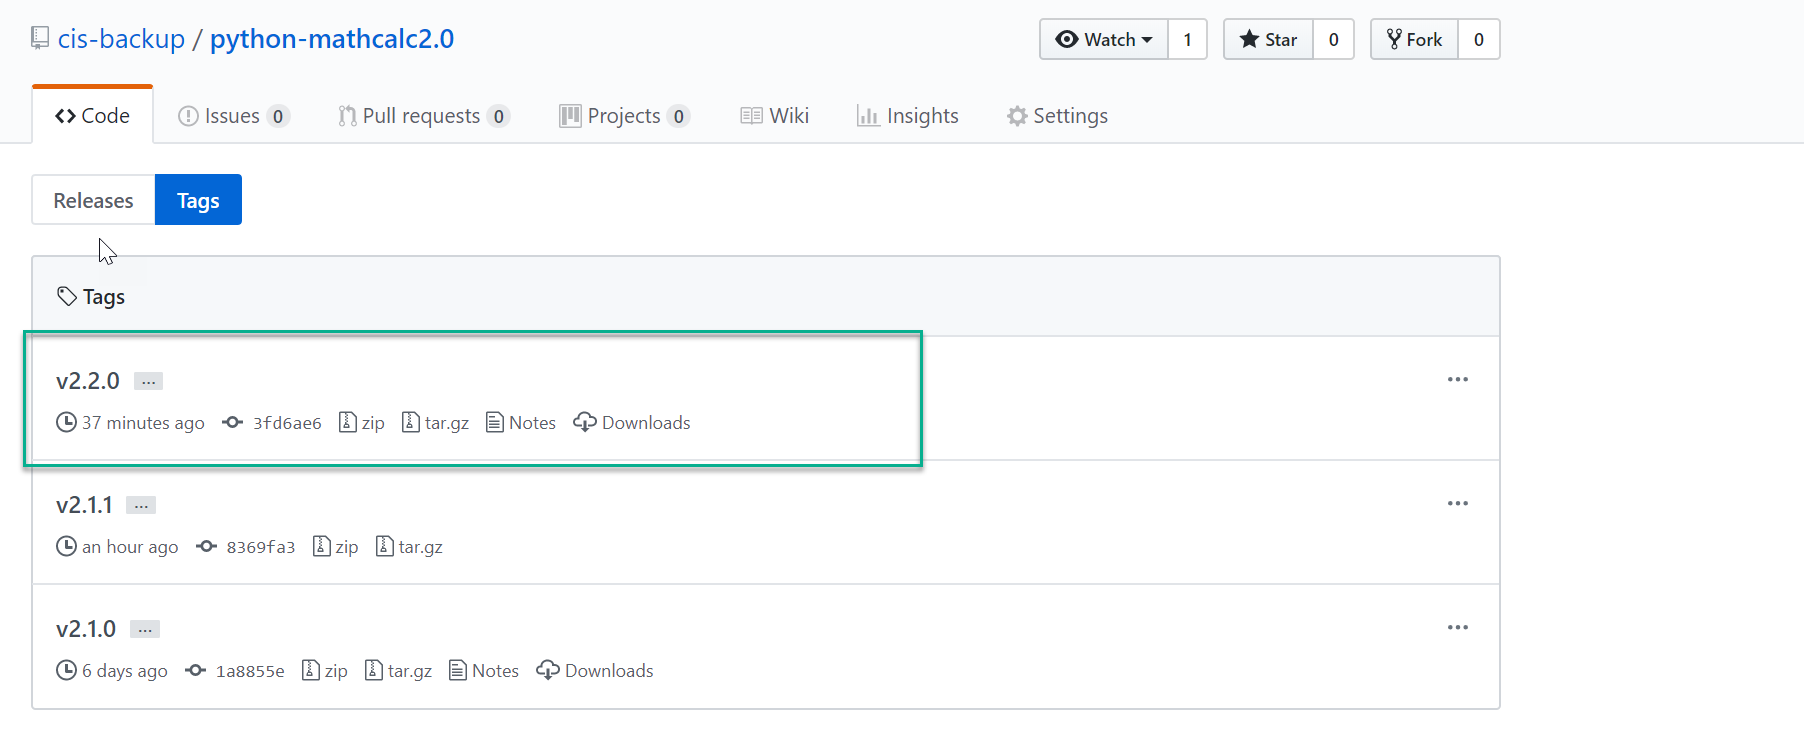 cis-backup / python-mathcalc2.0 Watch 1 Star 0 Fork 0
Code Issues 0 Pull requests 0 Projects 0 Wiki Insights Settings
Releases Tags
Tags
v2.2.0 ...
37 minutes ago 3fd6ae6 zip tar.gz Notes Downloads
v2.1.1 ...
an hour ago 8369fa3 zip tar.gz
v2.1.0 ...
6 days ago 1a8855e zip tar.gz Notes Downloads